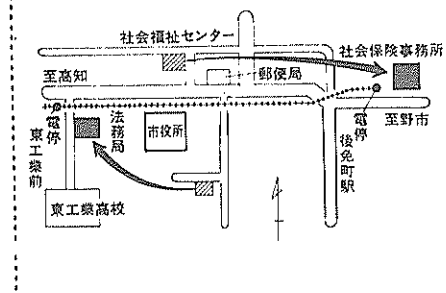 社会福祉センター
社会保険事務所
郵便局
至高知
電停
東工業前
法務局
市役所
電停
後免町駅
至野市
東工業高校